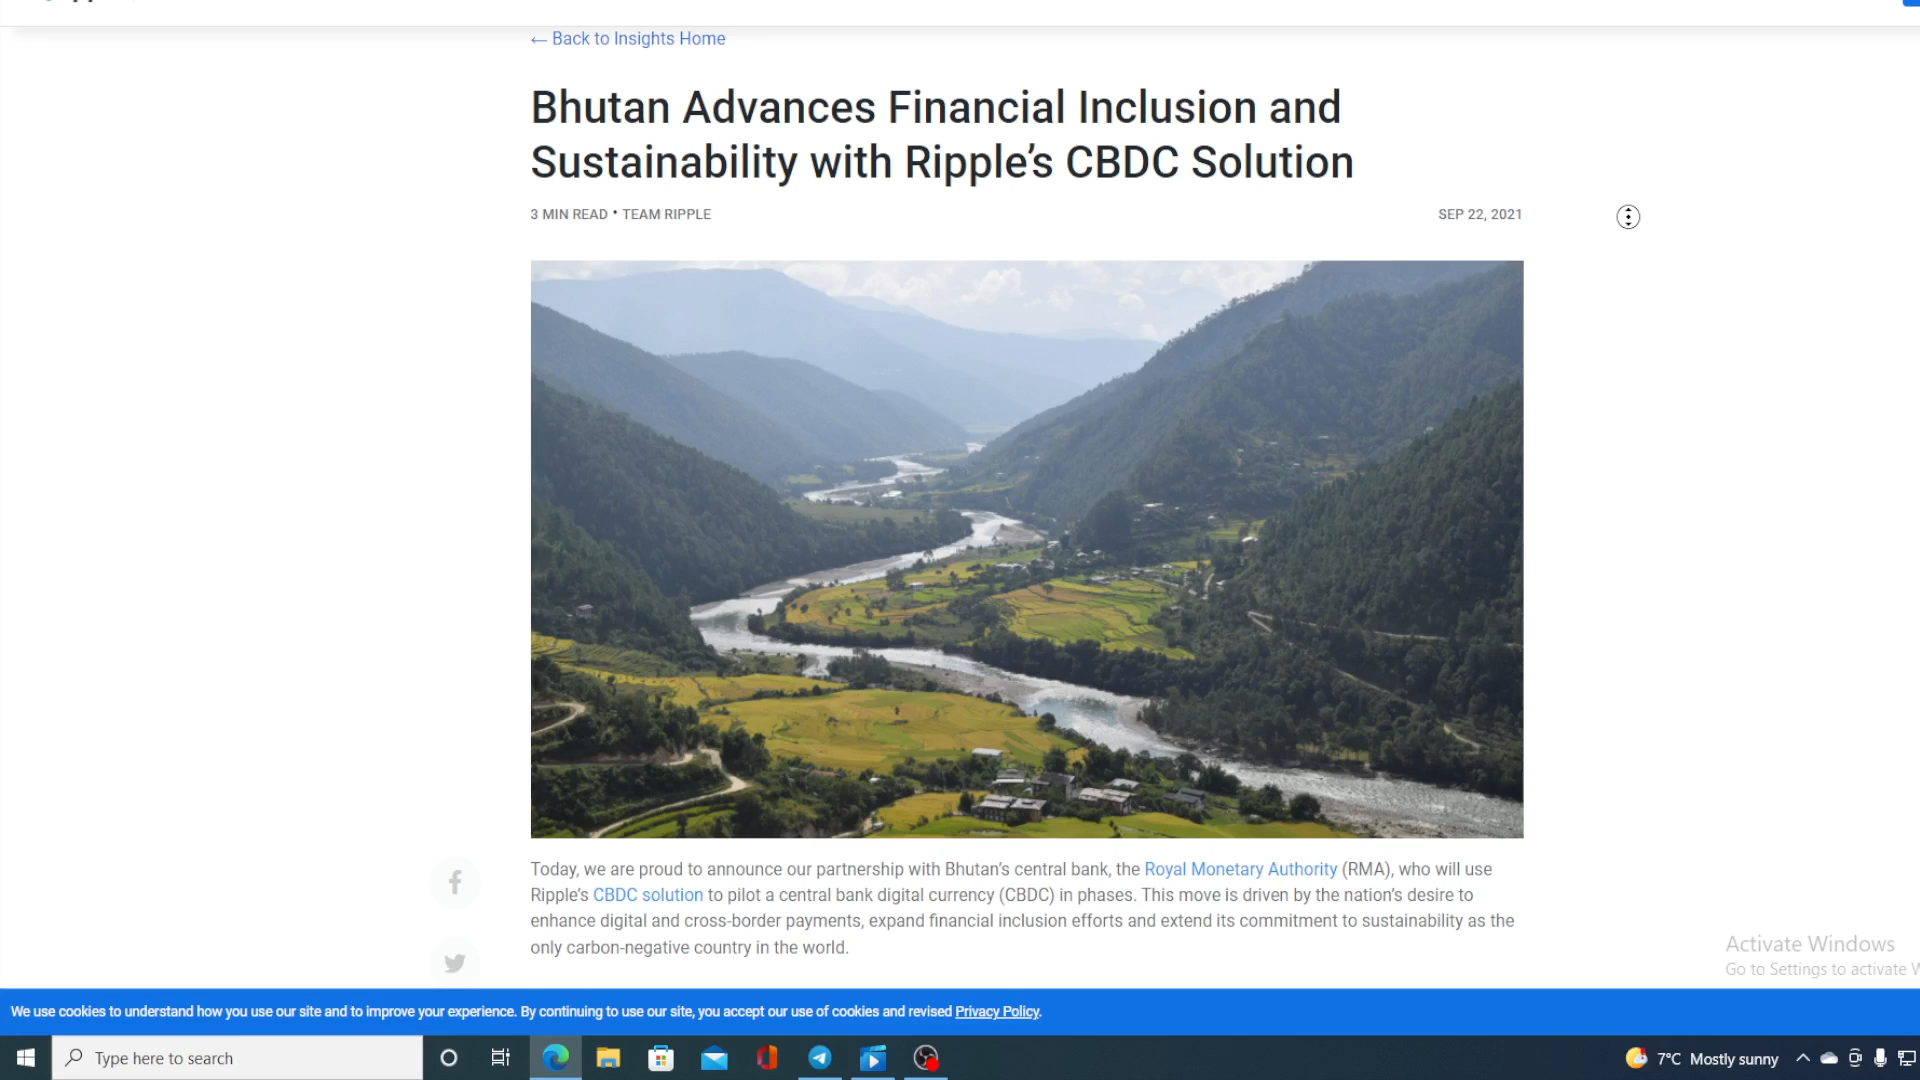 ← Back to Insights Home
Bhutan Advances Financial Inclusion and
Sustainability with Ripple’s CBDC Solution
3 MIN READ • TEAM RIPPLE
SEP 22, 2021
Today, we are proud to announce our partnership with Bhutan’s central bank, the Royal Monetary Authority (RMA), who will use
Ripple’s CBDC solution to pilot a central bank digital currency (CBDC) in phases. This move is driven by the nation’s desire to
enhance digital and cross-border payments, expand financial inclusion efforts and extend its commitment to sustainability as the
only carbon-negative country in the world.
Activate Windows
Go to Settings to activate W
We use cookies to understand how you use our site and to improve your experience. By continuing to use our site, you accept our use of cookies and revised Privacy Policy.
Type here to search
7°C Mostly sunny